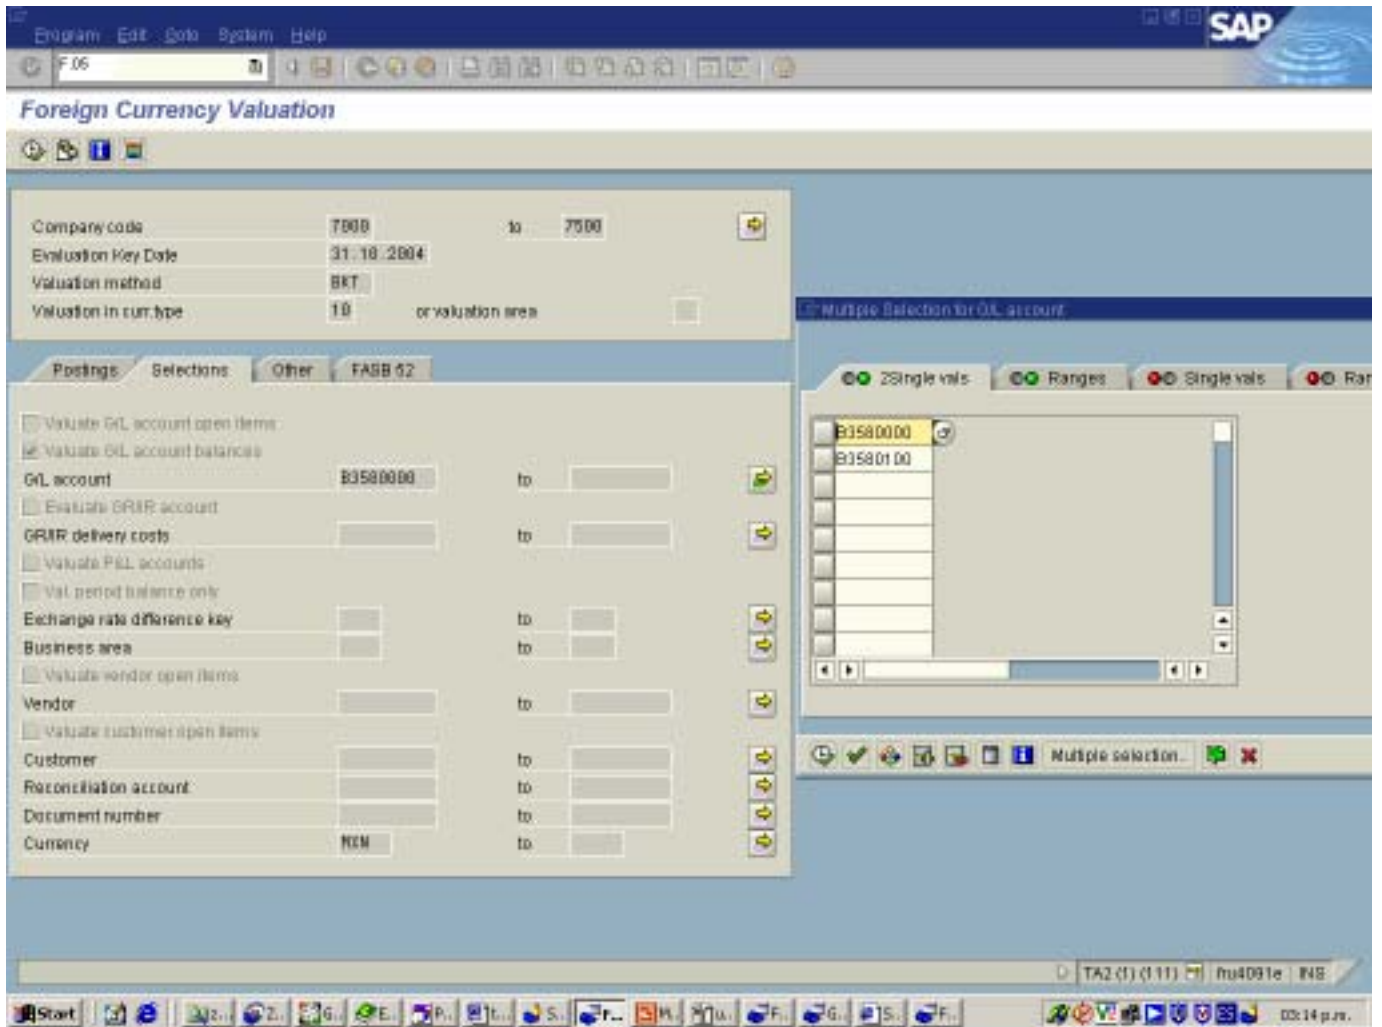 Program Edit Goto System Help
SAP
F.05
Foreign Currency Valuation
Company code 7000 to 7500
Evaluation Key Date 31.10.2004
Valuation method BKT
Valuation in curr.type 10 or valuation area
Multiple Selection for G/L account
Postings Selections Other FASB 52
2Single vals Ranges Single vals Ran
Valuate G/L account open items
Valuate G/L account balances
G/L account B3580000 to
Evaluate GR/IR account
GR/IR delivery costs to
Valuate P&L accounts
Val. period balance only
Exchange rate difference key to
Business area to
Valuate vendor open items
Vendor to
Valuate customer open items
Customer to
Reconciliation account to
Document number to
Currency MXN to
B3580000
B3580100
Multiple selection..
TA2 (1) (111) INS
Start 03:14 p.m.